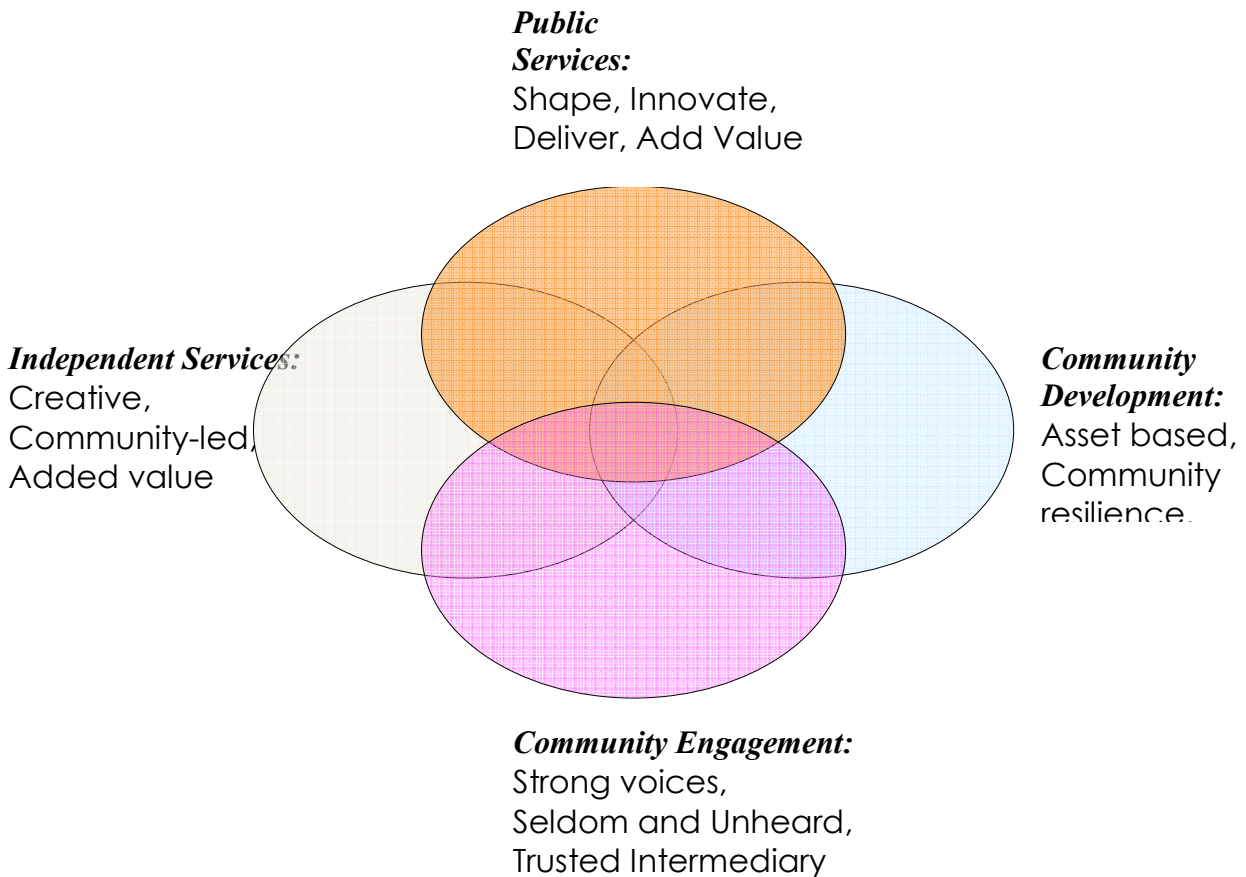 Public
Services:
Shape, Innovate,
Deliver, Add Value
Independent Services:
Creative,
Community-led,
Added value
Community
Development:
Asset based,
Community
resilience.
Community Engagement:
Strong voices,
Seldom and Unheard,
Trusted Intermediary